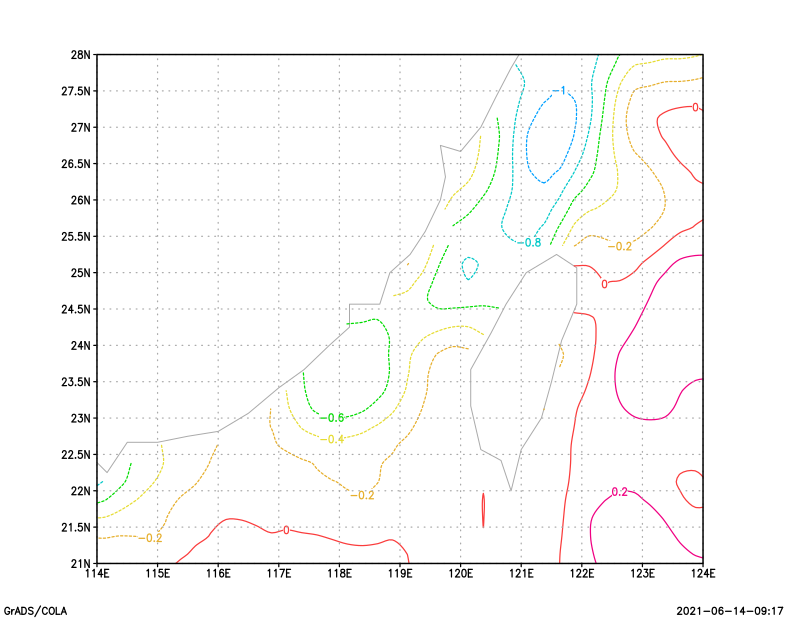 28N
27.5N
27N
26.5N
26N
25.5N
25N
24.5N
24N
23.5N
23N
22.5N
22N
21.5N
21N
-1
0
-0.8
-0.2
0
-0.6
-0.4
-0.2
0.2
-0.2
0
114E 115E 116E 117E 118E 119E 120E 121E 122E 123E 124E
GrADS/COLA 2021-06-14-09:17